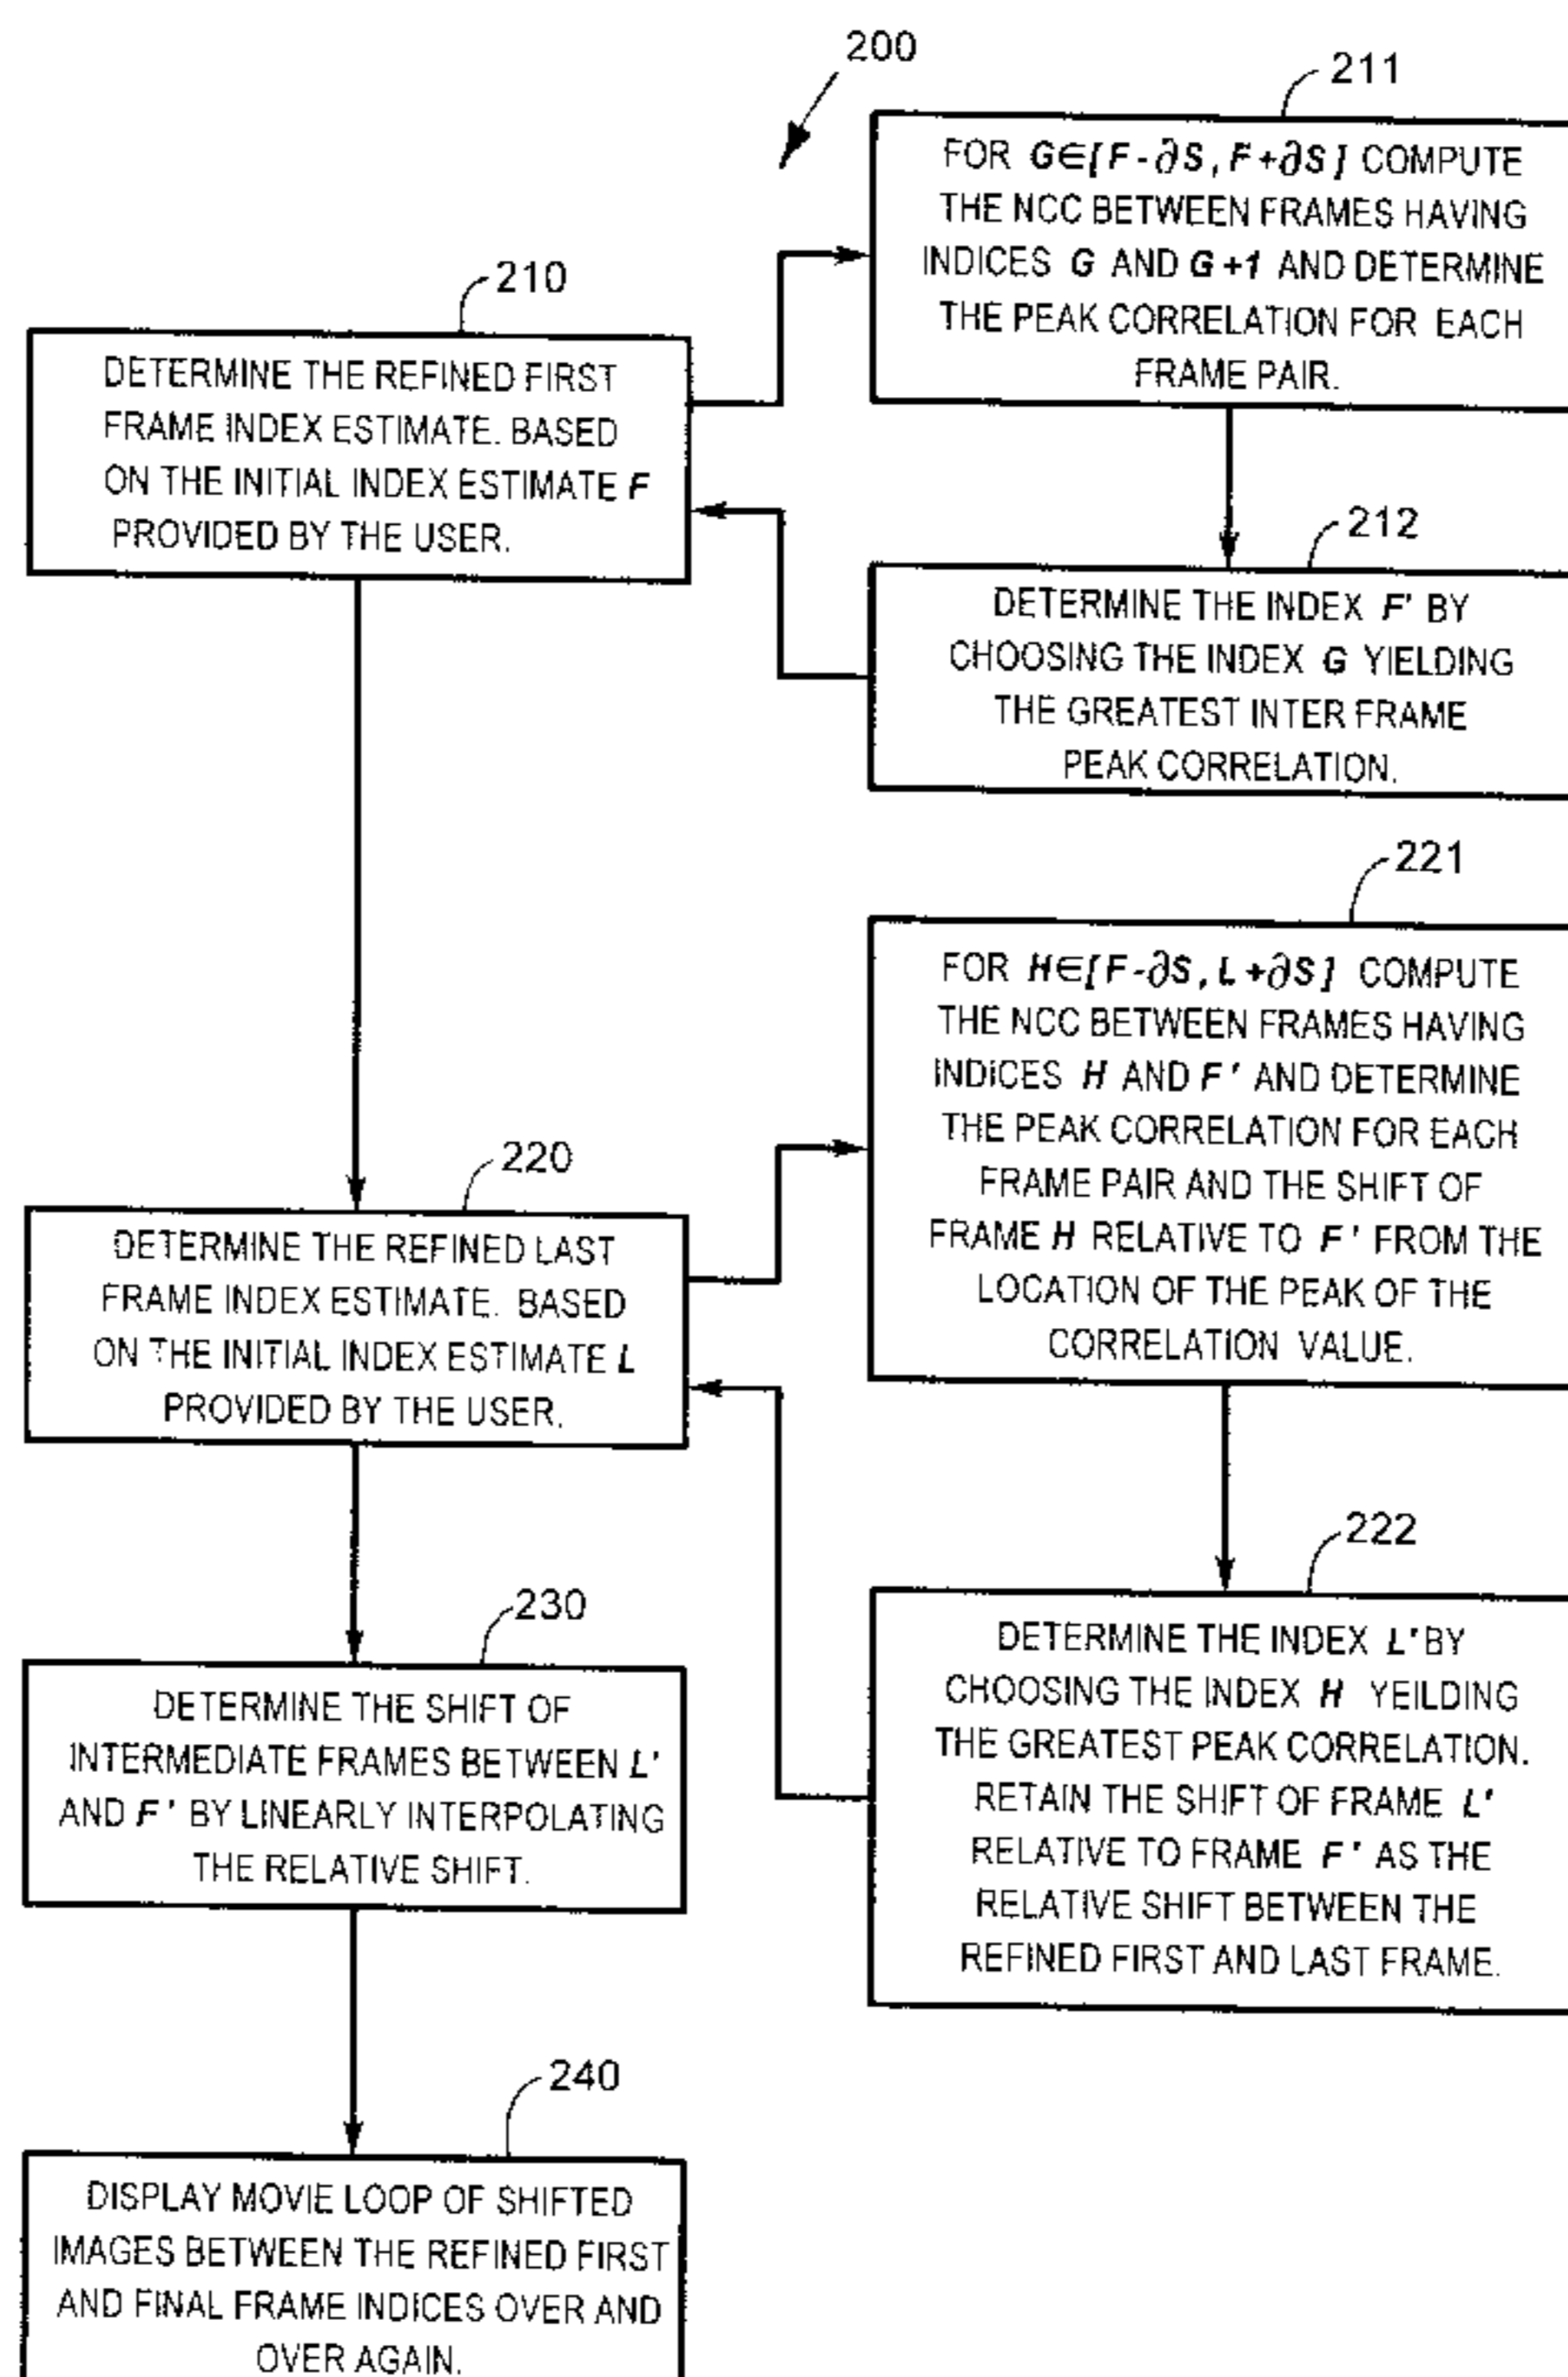 200
211
FOR G∈[F-∂S, F+∂S] COMPUTE
THE NCC BETWEEN FRAMES HAVING
INDICES G AND G+1 AND DETERMINE
THE PEAK CORRELATION FOR EACH
FRAME PAIR.
210
DETERMINE THE REFINED FIRST
FRAME INDEX ESTIMATE. BASED
ON THE INITIAL INDEX ESTIMATE F
PROVIDED BY THE USER.
212
DETERMINE THE INDEX F' BY
CHOOSING THE INDEX G YIELDING
THE GREATEST INTER FRAME
PEAK CORRELATION.
221
FOR H∈[F-∂S, L+∂S] COMPUTE
THE NCC BETWEEN FRAMES HAVING
INDICES H AND F' AND DETERMINE
THE PEAK CORRELATION FOR EACH
FRAME PAIR AND THE SHIFT OF
FRAME H RELATIVE TO F' FROM THE
LOCATION OF THE PEAK OF THE
CORRELATION VALUE.
220
DETERMINE THE REFINED LAST
FRAME INDEX ESTIMATE. BASED
ON THE INITIAL INDEX ESTIMATE L
PROVIDED BY THE USER.
222
DETERMINE THE INDEX L' BY
CHOOSING THE INDEX H YEILDING
THE GREATEST PEAK CORRELATION.
RETAIN THE SHIFT OF FRAME L'
RELATIVE TO FRAME F' AS THE
RELATIVE SHIFT BETWEEN THE
REFINED FIRST AND LAST FRAME.
230
DETERMINE THE SHIFT OF
INTERMEDIATE FRAMES BETWEEN L'
AND F' BY LINEARLY INTERPOLATING
THE RELATIVE SHIFT.
240
DISPLAY MOVIE LOOP OF SHIFTED
IMAGES BETWEEN THE REFINED FIRST
AND FINAL FRAME INDICES OVER AND
OVER AGAIN.